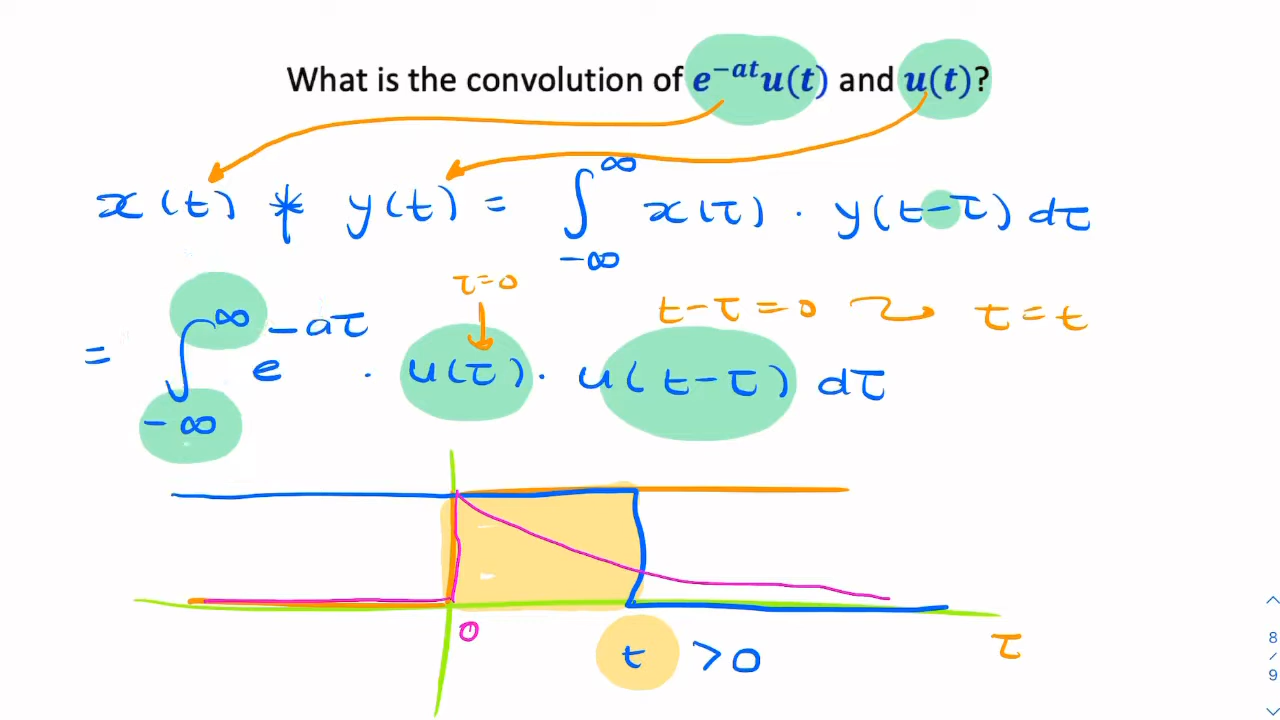 What is the convolution of e^{-at}u(t) and u(t)?
x(t) * y(t) = ∫_{-∞}^{∞} x(τ) · y(t-τ) dτ
τ=0
t-τ=0 ⤳ τ=t
= ∫_{-∞}^{∞} e^{-aτ} · u(τ) · u(t-τ) dτ
0
t >0
τ
8
/
9